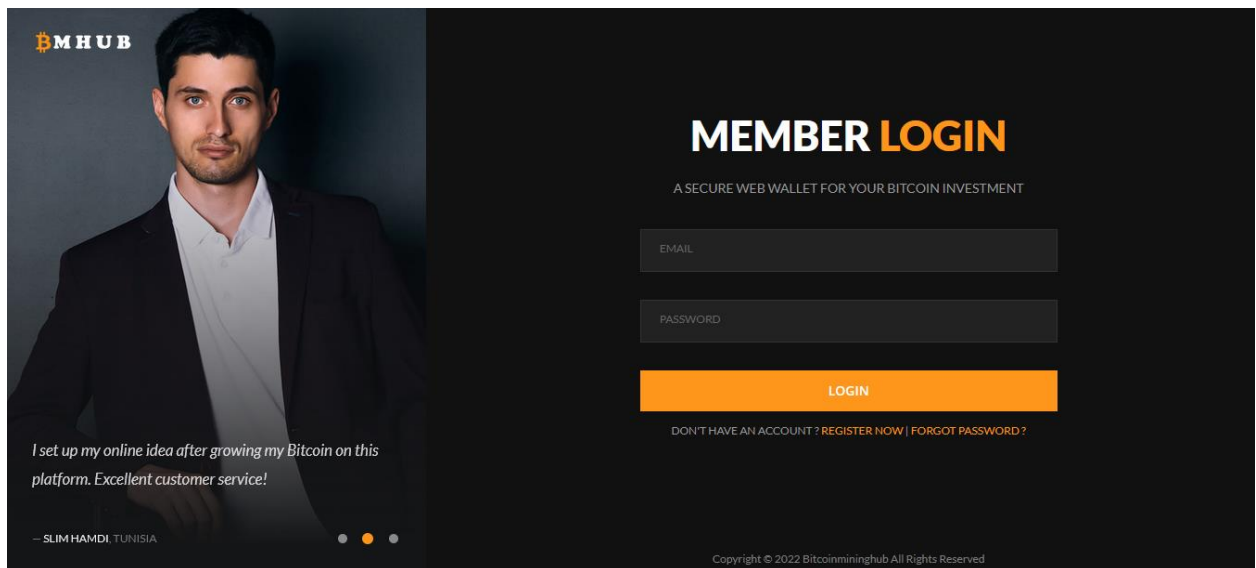 ₿MHUB
I set up my online idea after growing my Bitcoin on this
platform. Excellent customer service!
– SLIM HAMDI, TUNISIA
MEMBER LOGIN
A SECURE WEB WALLET FOR YOUR BITCOIN INVESTMENT
EMAIL
PASSWORD
LOGIN
DON'T HAVE AN ACCOUNT ? REGISTER NOW | FORGOT PASSWORD ?
Copyright © 2022 Bitcoinmininghub All Rights Reserved